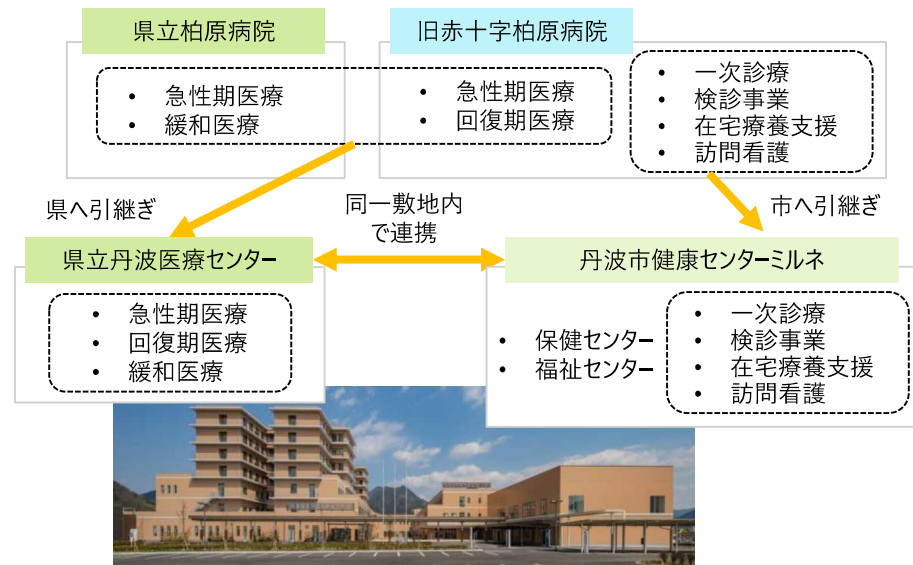 県立柏原病院
旧赤十字柏原病院
• 急性期医療
• 緩和医療
• 急性期医療
• 回復期医療
• 一次診療
• 検診事業
• 在宅療養支援
• 訪問看護
県へ引継ぎ
同一敷地内
で連携
市へ引継ぎ
県立丹波医療センター
丹波市健康センターミルネ
• 急性期医療
• 回復期医療
• 緩和医療
• 保健センター
• 福祉センター
• 一次診療
• 検診事業
• 在宅療養支援
• 訪問看護